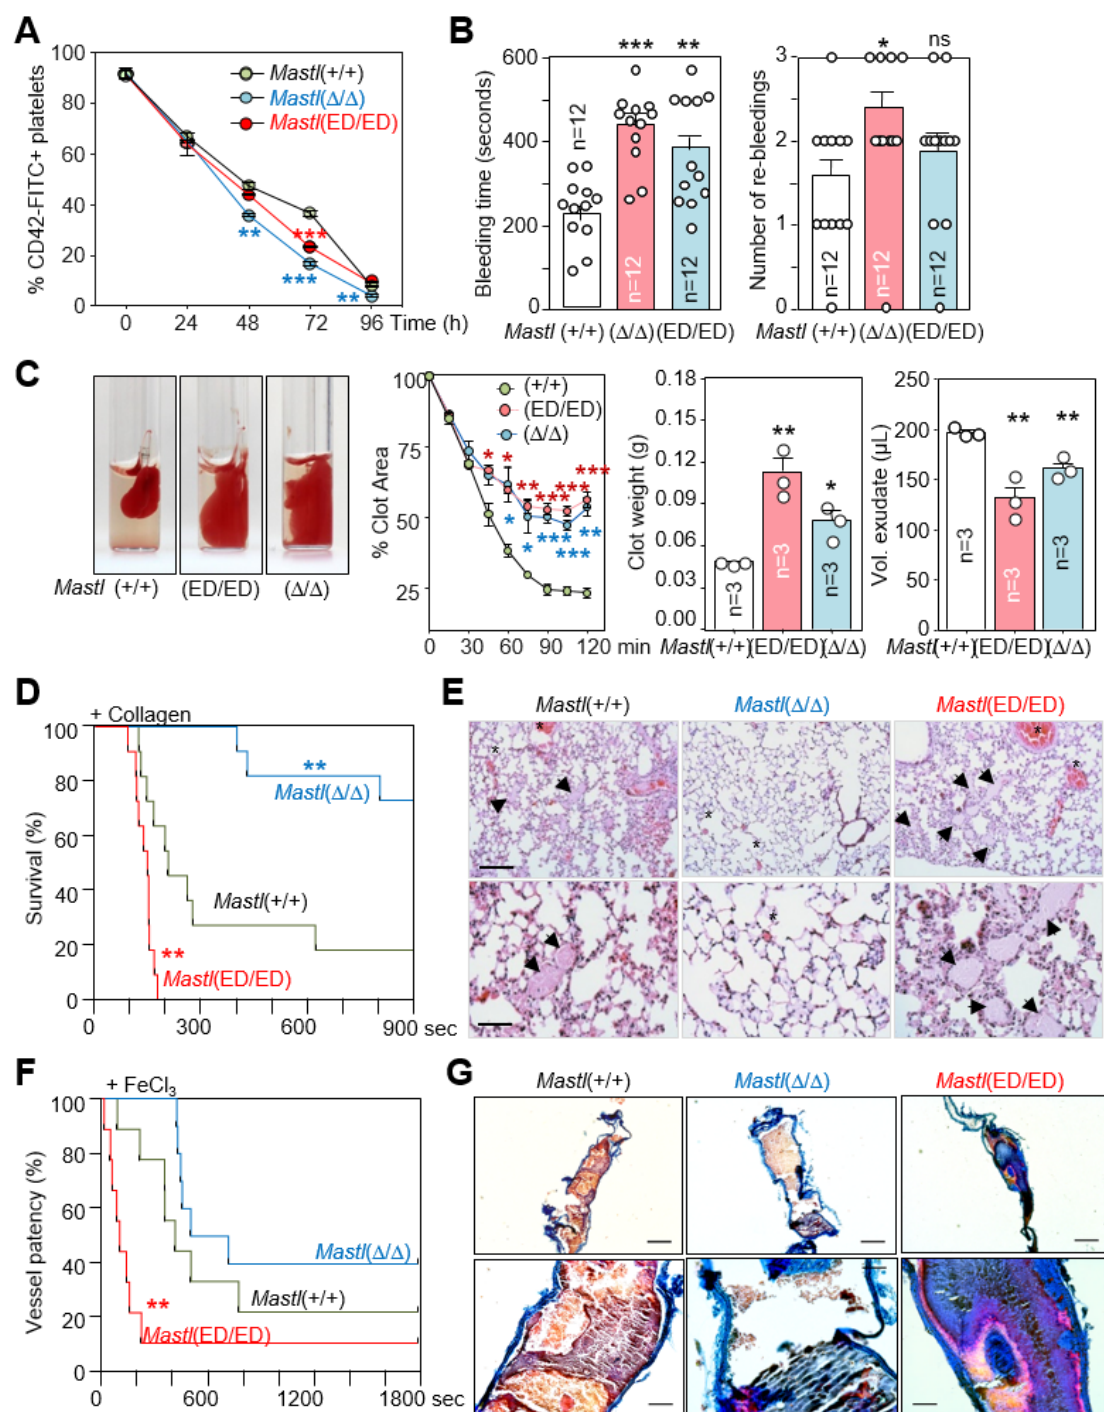 A
% CD42-FITC+ platelets
100
80
60
40
20
0
Mastl(+/+)
Mastl(Δ/Δ)
Mastl(ED/ED)
**
***
***
**
0 24 48 72 96 Time (h)
B
Bleeding time (seconds)
600
400
200
0
*** **
n=12
n=12
n=12
Mastl (+/+) (Δ/Δ) (ED/ED)
Number of re-bleedings
3
2
1
0
* ns
n=12
n=12
n=12
(+/+) (Δ/Δ) (ED/ED)
C
Mastl (+/+) (ED/ED) (Δ/Δ)
% Clot Area
100
75
50
25
(+/+)
(ED/ED)
(Δ/Δ)
* * ** *** *** ***
* * *** *** **
0 30 60 90 120 min
Clot weight (g)
0.18
0.15
0.12
0.09
0.06
0.03
0.00
** *
n=3
n=3
n=3
Mastl(+/+)(ED/ED)(Δ/Δ)
Vol. exudate (µL)
250
200
150
100
50
0
** **
n=3
n=3
n=3
Mastl(+/+)(ED/ED)(Δ/Δ)
D
+ Collagen
Survival (%)
100
80
60
40
20
0
**
Mastl(Δ/Δ)
Mastl(+/+)
**
Mastl(ED/ED)
0 300 600 900 sec
E
Mastl(+/+) Mastl(Δ/Δ) Mastl(ED/ED)
* * * * * *
*
F
+ FeCl3
Vessel patency (%)
100
80
60
40
20
0
Mastl(Δ/Δ)
Mastl(+/+)
**
Mastl(ED/ED)
0 600 1200 1800 sec
G
Mastl(+/+) Mastl(Δ/Δ) Mastl(ED/ED)